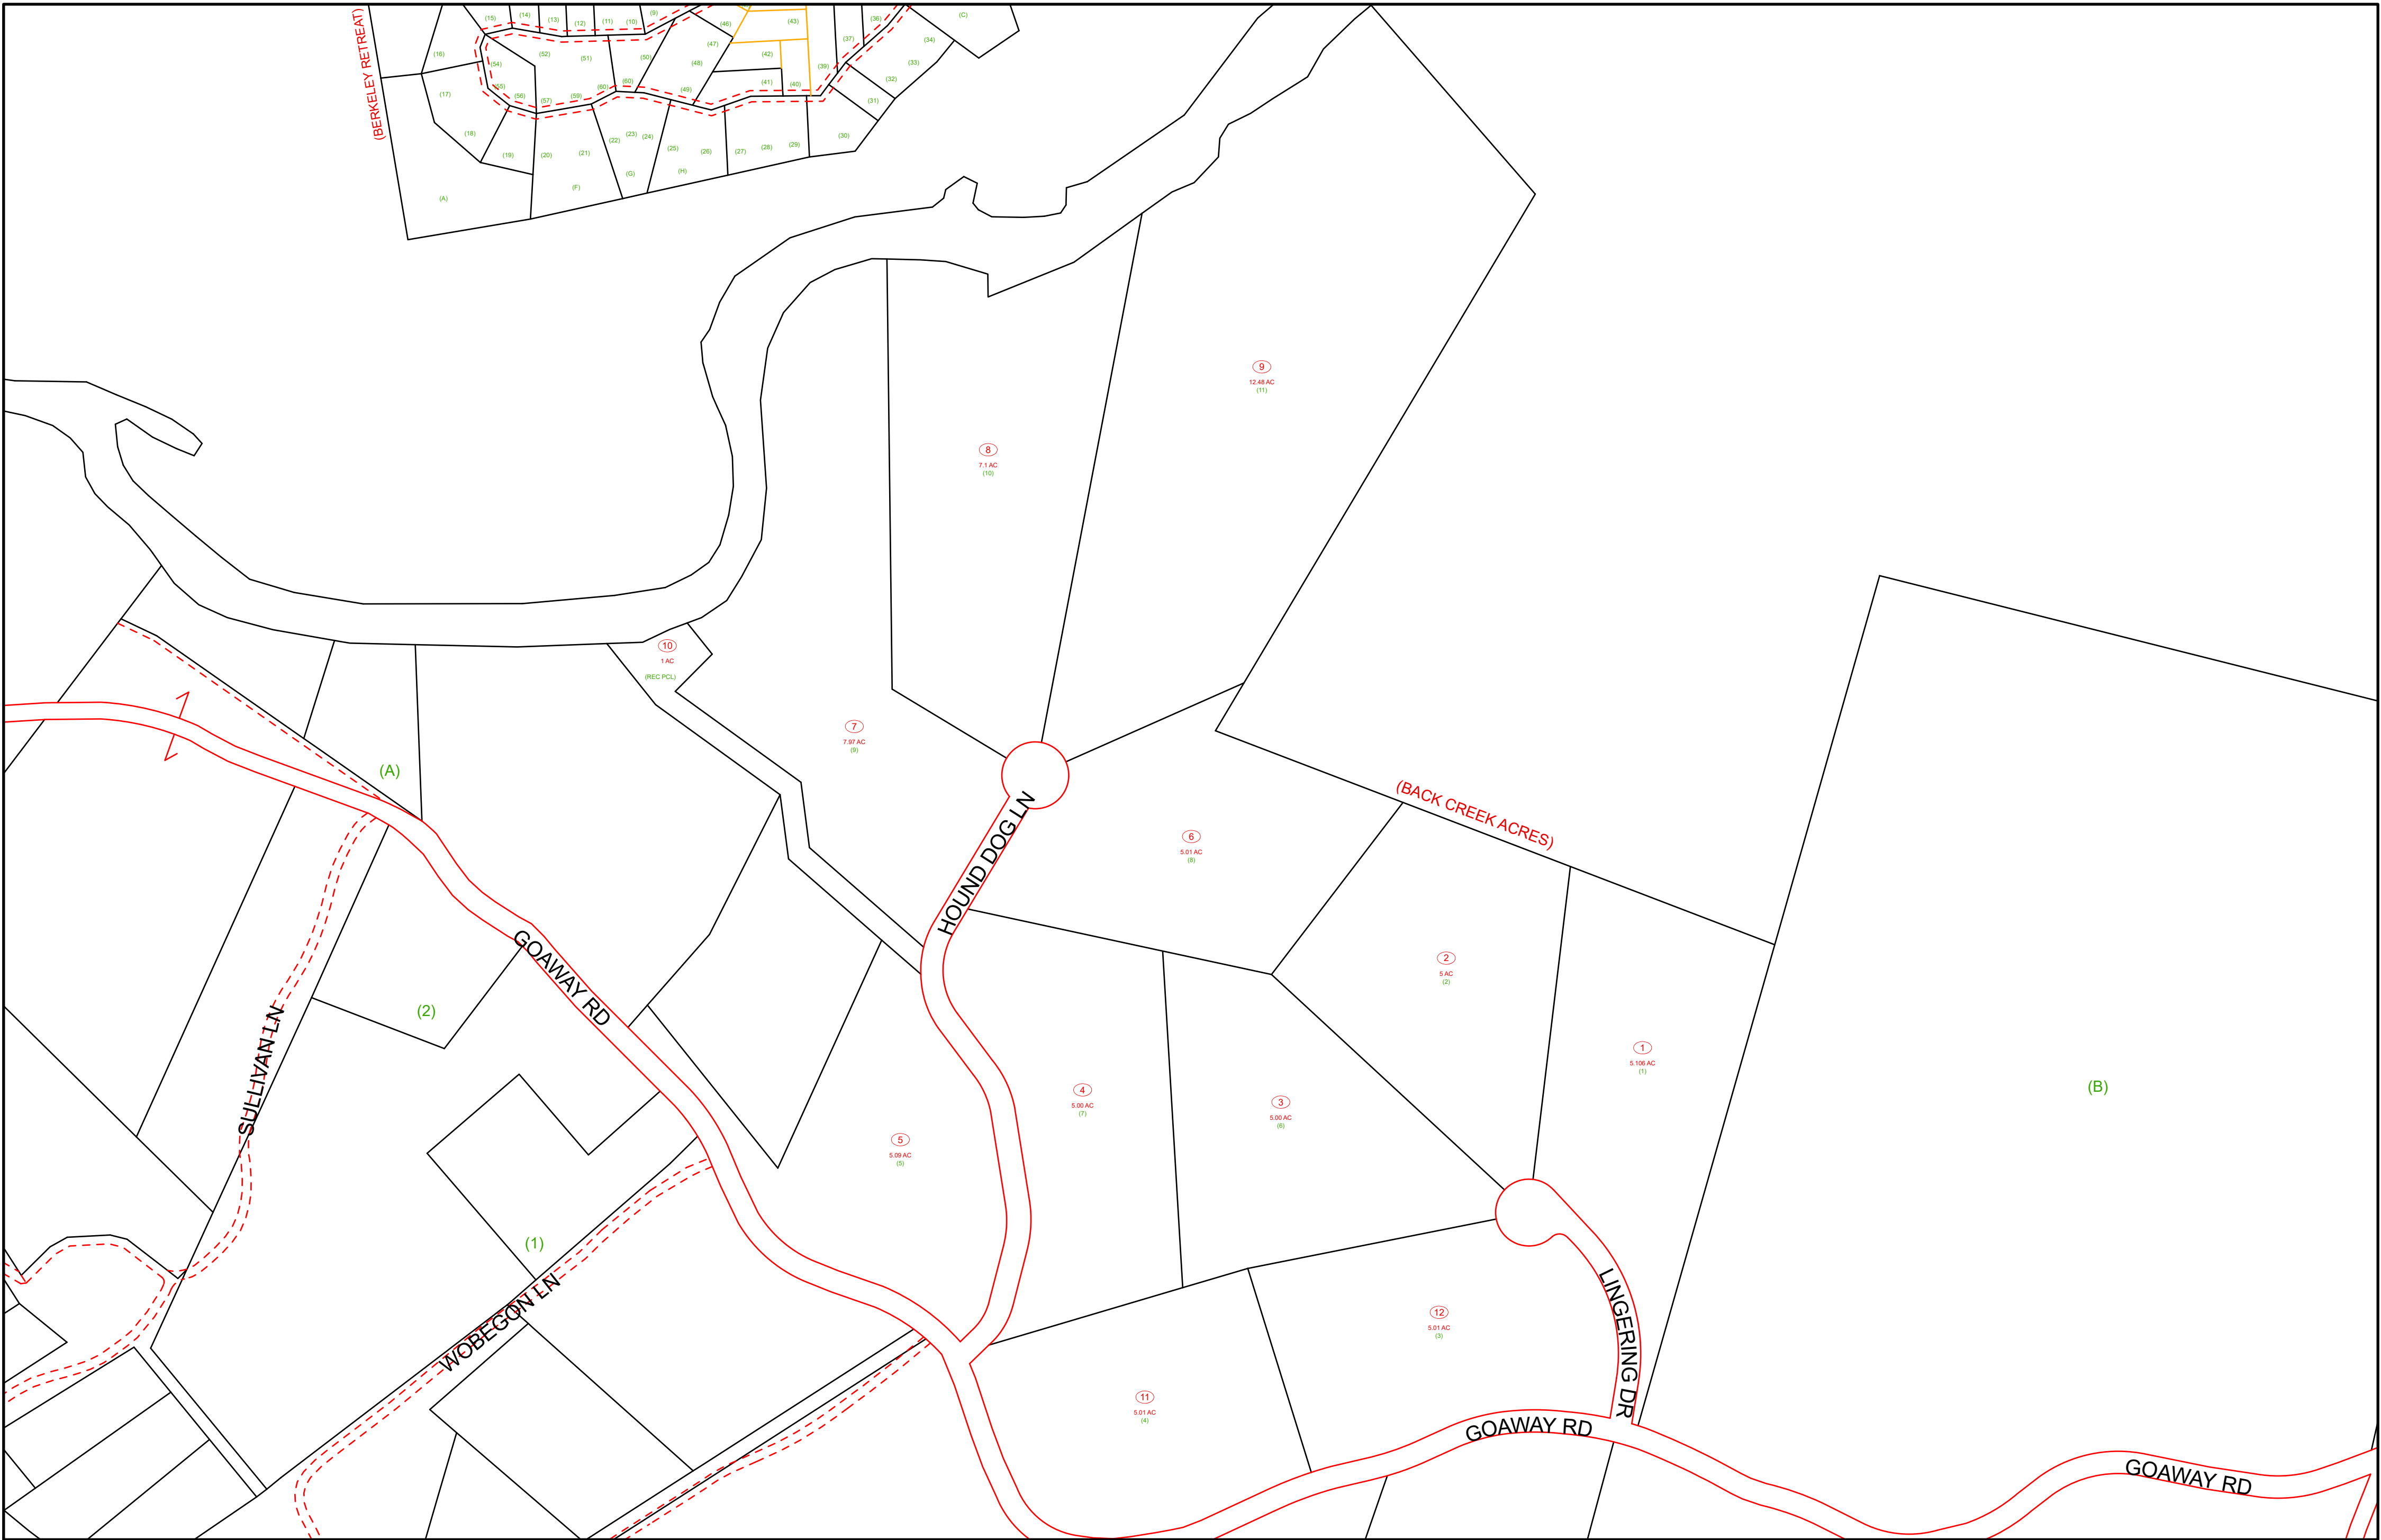 (BERKELEY RETREAT)
(15)
(14)
(13)
(12)
(11)
(10)
(9)
(46)
(43)
(36)
(C)
(16)
(52)
(51)
(50)
(47)
(42)
(37)
(34)
(54)
(48)
(39)
(33)
(17)
(55)
(56)
(57)
(59)
(60)
(60)
(49)
(41)
(40)
(32)
(31)
(18)
(22)
(23)
(24)
(30)
(19)
(20)
(21)
(25)
(26)
(27)
(28)
(29)
(A)
(F)
(G)
(H)
9
12.48 AC
(11)
8
7.1 AC
(10)
10
1 AC
(REC PCL)
7
7.97 AC
(9)
(A)
(BACK CREEK ACRES)
HOUND DOG LN
6
5.01 AC
(8)
GOAWAY RD
2
5 AC
(2)
(2)
SULLIVAN LN
1
5.106 AC
(1)
(B)
4
5.00 AC
(7)
3
5.00 AC
(6)
5
5.09 AC
(5)
(1)
WOBEGON LN
LINGERING DR
12
5.01 AC
(3)
11
5.01 AC
(4)
GOAWAY RD
GOAWAY RD